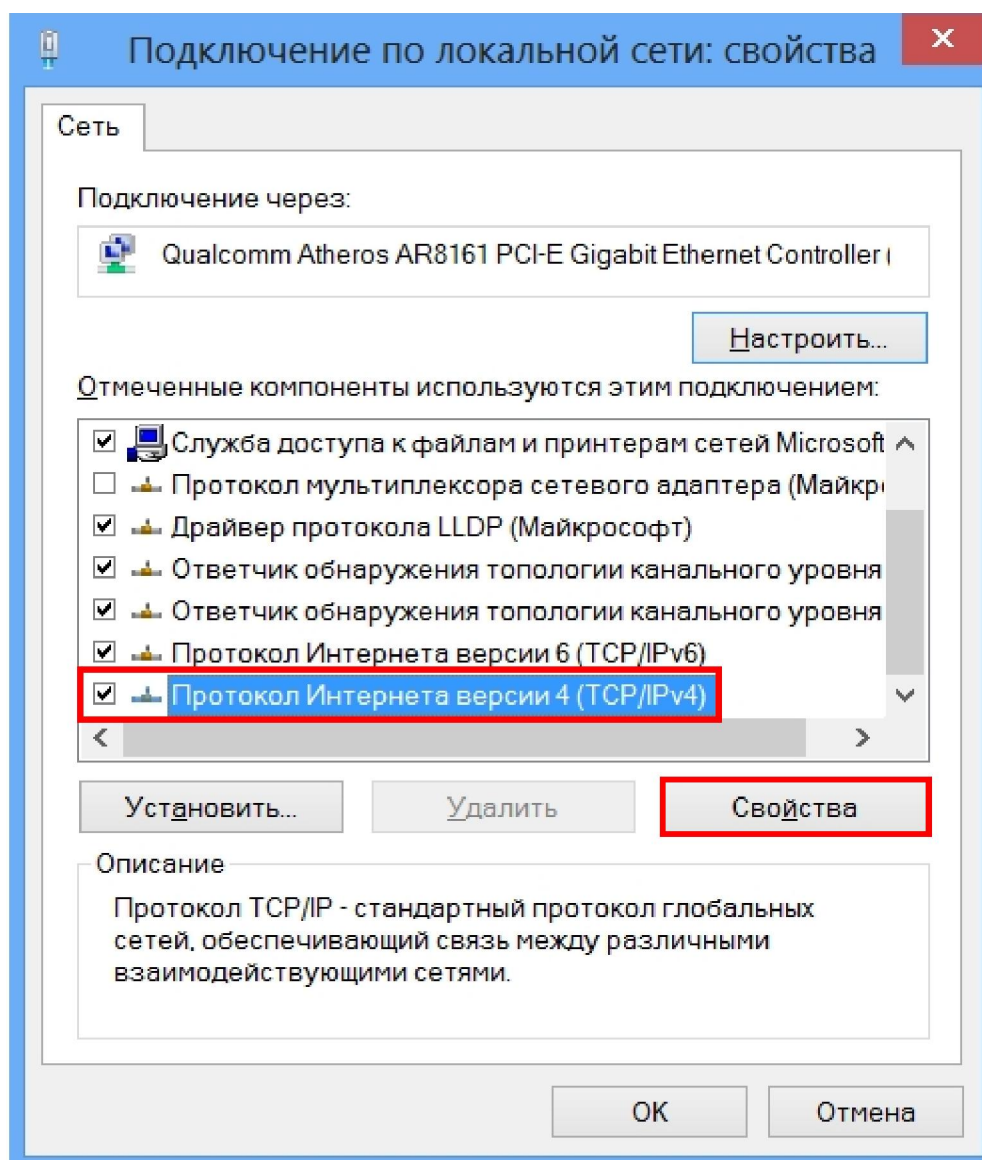 Подключение по локальной сети: свойства
Сеть
Подключение через:
Qualcomm Atheros AR8161 PCI-E Gigabit Ethernet Controller (
Настроить...
Отмеченные компоненты используются этим подключением:
Служба доступа к файлам и принтерам сетей Microsoft
Протокол мультиплексора сетевого адаптера (Майкр
Драйвер протокола LLDP (Майкрософт)
Ответчик обнаружения топологии канального уровня
Ответчик обнаружения топологии канального уровня
Протокол Интернета версии 6 (TCP/IPv6)
Протокол Интернета версии 4 (TCP/IPv4)
Установить...
Удалить
Свойства
Описание
Протокол TCP/IP - стандартный протокол глобальных
сетей, обеспечивающий связь между различными
взаимодействующими сетями.
OK
Отмена